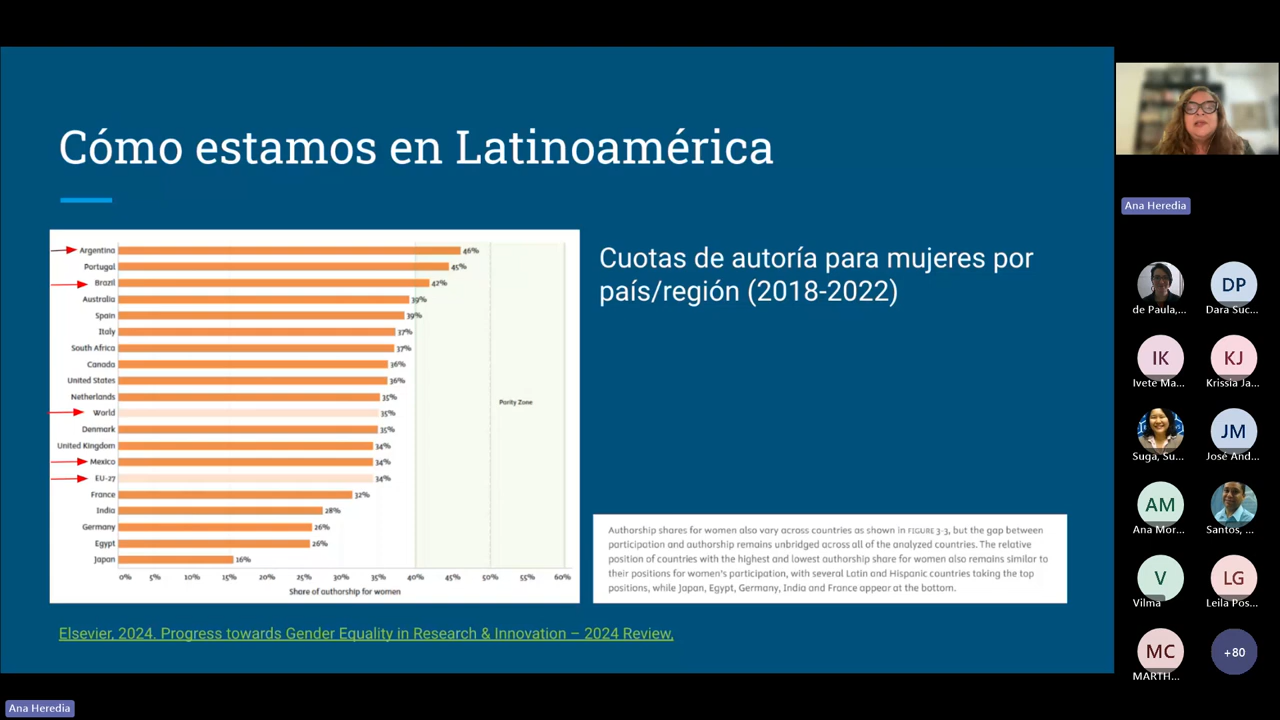 Cómo estamos en Latinoamérica
Argentina 46%
Portugal 45%
Brazil 42%
Australia 39%
Spain 39%
Italy 37%
South Africa 37%
Canada 36%
United States 36%
Netherlands 35%
World 35%
Denmark 35%
United Kingdom 34%
Mexico 34%
EU-27 34%
France 32%
India 28%
Germany 26%
Egypt 26%
Japan 16%
Parity Zone
0% 5% 10% 15% 20% 25% 30% 35% 40% 45% 50% 55% 60%
Share of authorship for women
Cuotas de autoría para mujeres por
país/región (2018-2022)
Authorship shares for women also vary across countries as shown in FIGURE 3-3, but the gap between
participation and authorship remains unbridged across all of the analyzed countries. The relative
position of countries with the highest and lowest authorship share for women also remains similar to
their positions for women's participation, with several Latin and Hispanic countries taking the top
positions, while Japan, Egypt, Germany, India and France appear at the bottom.
Elsevier, 2024. Progress towards Gender Equality in Research & Innovation – 2024 Review,
Ana Heredia
de Paula,...
DP
Dara Suc...
IK
Ivete Ma...
KJ
Krissia Ja...
Suga, Su...
JM
José And...
AM
Ana Mor...
Santos, ...
V
Vilma
LG
Leila Pos...
MC
MARTH...
+80
Ana Heredia